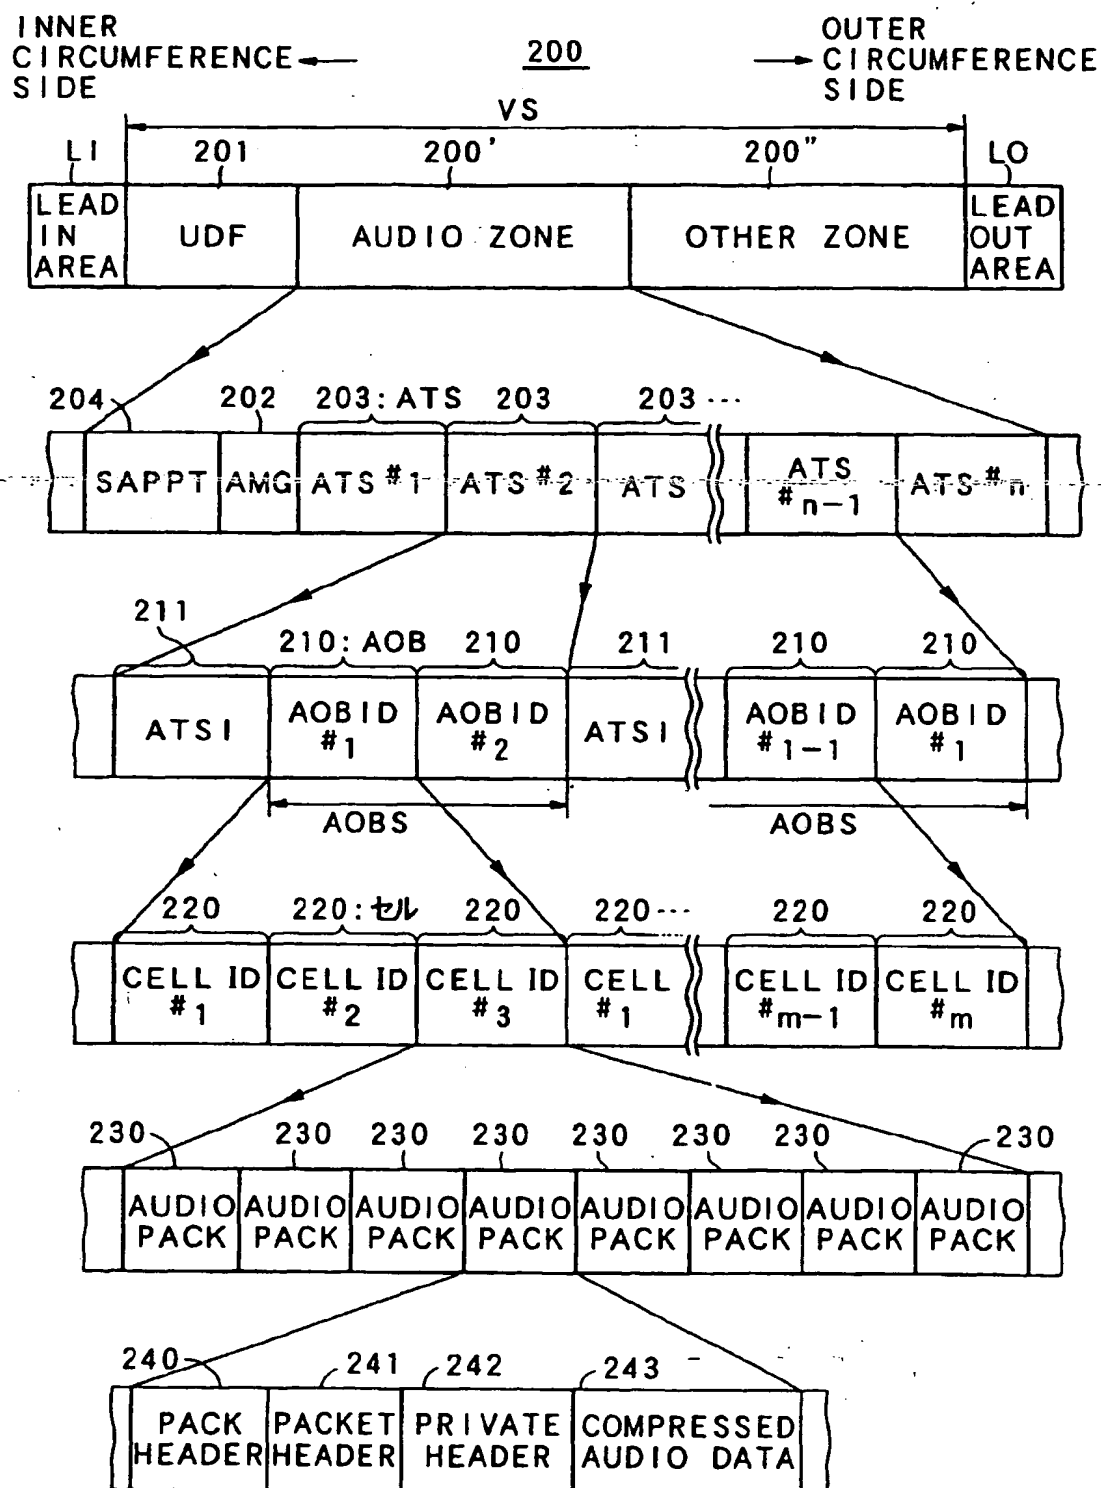 INNER
CIRCUMFERENCE
SIDE
200
OUTER
CIRCUMFERENCE
SIDE
VS
LI 201 200' 200" LO
LEAD IN AREA
UDF
AUDIO ZONE
OTHER ZONE
LEAD OUT AREA
204 202 203: ATS 203 203 ...
SAPPT
AMG
ATS #1
ATS #2
ATS
ATS #n-1
ATS #n
211 210: AOB 210 211 210 210
ATSI
AOBID #1
AOBID #2
ATSI
AOBID #1-1
AOBID #1
AOBS
AOBS
220 220:セル 220 220... 220 220
CELL ID #1
CELL ID #2
CELL ID #3
CELL #1
CELL ID #m-1
CELL ID #m
230 230 230 230 230 230 230 230
AUDIO PACK
AUDIO PACK
AUDIO PACK
AUDIO PACK
AUDIO PACK
AUDIO PACK
AUDIO PACK
AUDIO PACK
240 241 242 243
PACK HEADER
PACKET HEADER
PRIVATE HEADER
COMPRESSED AUDIO DATA